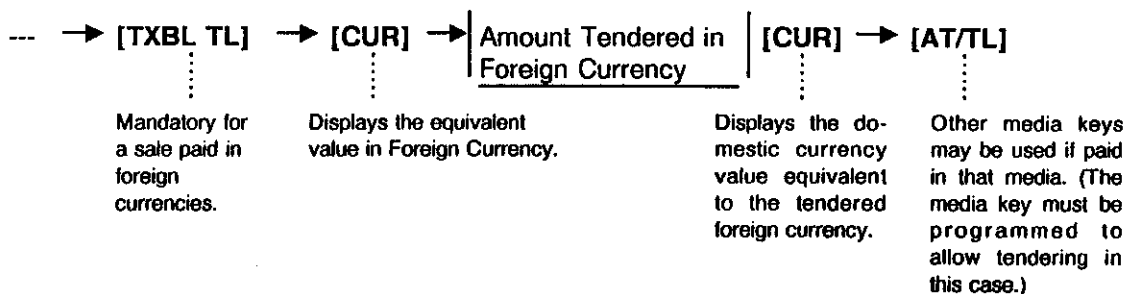 --- → [TXBL TL] → [CUR] → Amount Tendered in [CUR] → [AT/TL]
Foreign Currency
Mandatory for
a sale paid in
foreign
currencies.
Displays the equivalent
value in Foreign Currency.
Displays the do-
mestic currency
value equivalent
to the tendered
foreign currency.
Other media keys
may be used if paid
in that media. (The
media key must be
programmed to
allow tendering in
this case.)